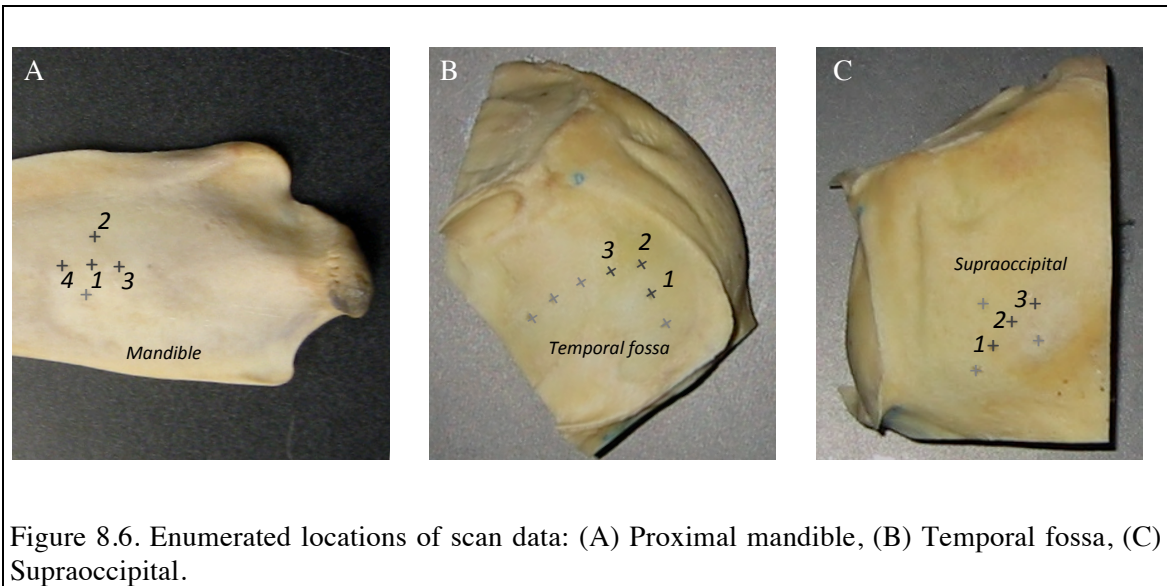 A
B
C
2
4 1 3
Mandible
3 2
1
Temporal fossa
Supraoccipital
3
2
1
Figure 8.6. Enumerated locations of scan data: (A) Proximal mandible, (B) Temporal fossa, (C)
Supraoccipital.